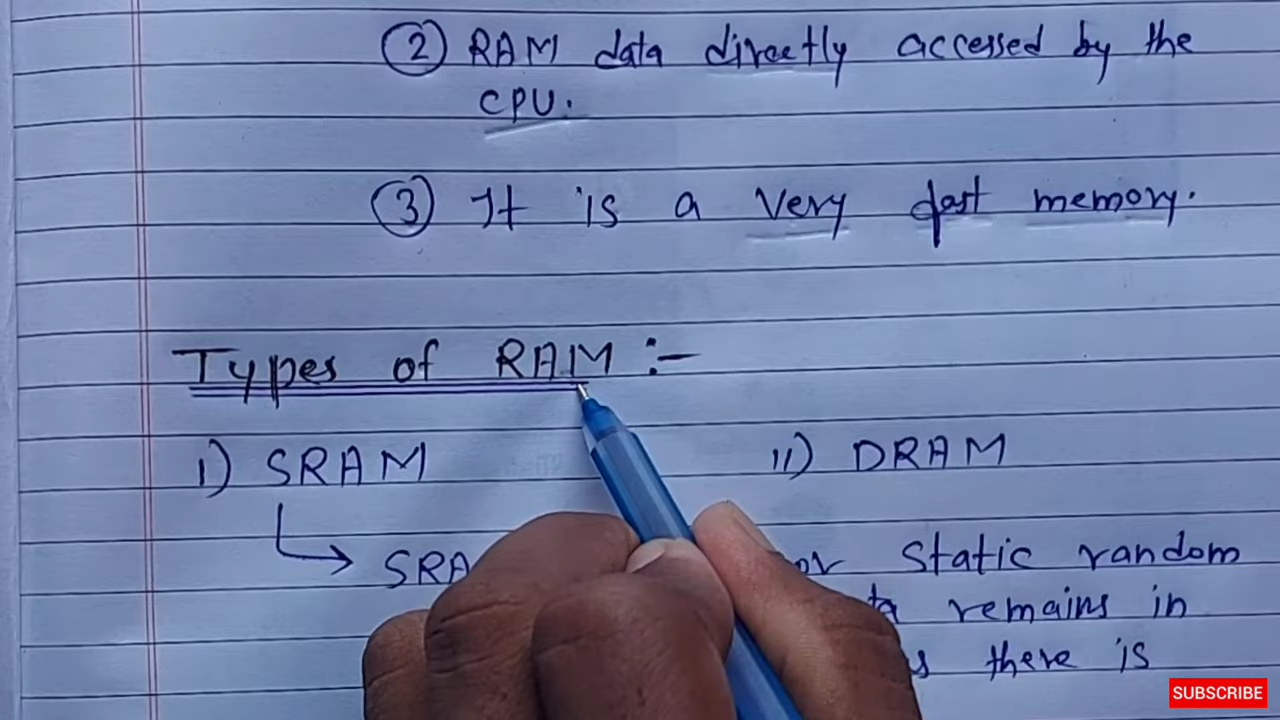 ② RAM data directly accessed by the
CPU.
③ It is a very fast memory.
Types of RAM :-
i) SRAM
ii) DRAM
static random
remains in
there is
SUBSCRIBE